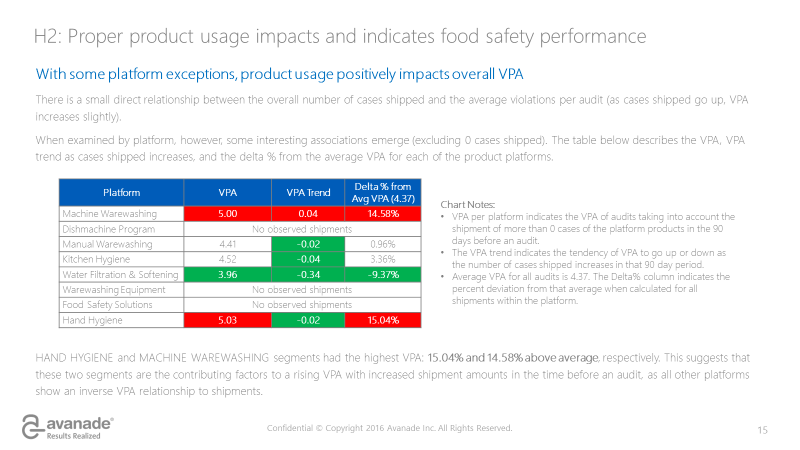 H2: Proper product usage impacts and indicates food safety performance
With some platform exceptions, product usage positively impacts overall VPA
There is a small direct relationship between the overall number of cases shipped and the average violations per audit (as cases shipped go up, VPA
increases slightly).
When examined by platform, however, some interesting associations emerge (excluding 0 cases shipped). The table below describes the VPA, VPA
trend as cases shipped increases, and the delta % from the average VPA for each of the product platforms.
Platform VPA VPA Trend Delta % from
Avg VPA (4.37)
Machine Warewashing 5.00 0.04 14.58%
Dishmachine Program No observed shipments
Manual Warewashing 4.41 -0.02 0.96%
Kitchen Hygiene 4.52 -0.04 3.36%
Water Filtration & Softening 3.96 -0.34 -9.37%
Warewashing Equipment No observed shipments
Food Safety Solutions No observed shipments
Hand Hygiene 5.03 -0.02 15.04%
Chart Notes:
• VPA per platform indicates the VPA of audits taking into account the
shipment of more than 0 cases of the platform products in the 90
days before an audit.
• The VPA trend indicates the tendency of VPA to go up or down as
the number of cases shipped increases in that 90 day period.
• Average VPA for all audits is 4.37. The Delta% column indicates the
percent deviation from that average when calculated for all
shipments within the platform.
HAND HYGIENE and MACHINE WAREWASHING segments had the highest VPA: 15.04% and 14.58% above average, respectively. This suggests that
these two segments are the contributing factors to a rising VPA with increased shipment amounts in the time before an audit, as all other platforms
show an inverse VPA relationship to shipments.
avanade®
Results Realized
Confidential © Copyright 2016 Avanade Inc. All Rights Reserved.
15